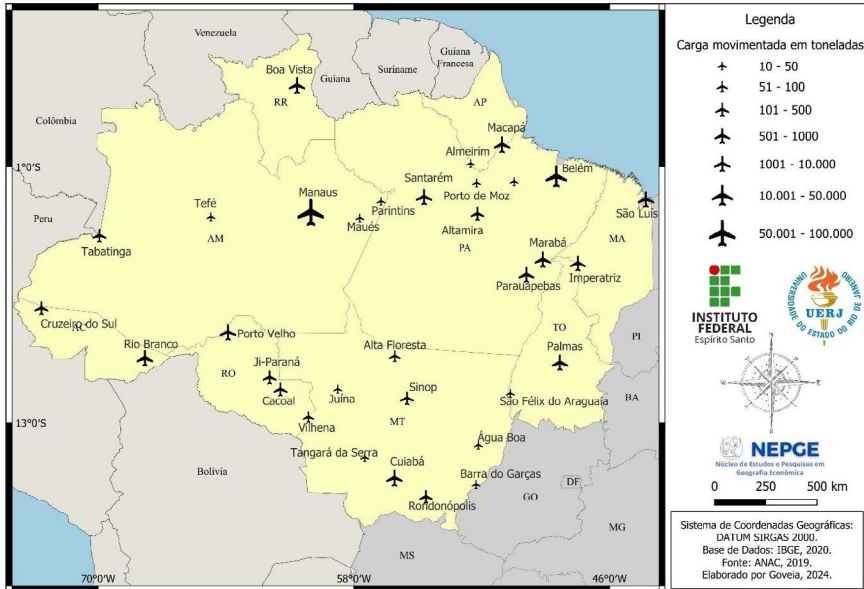 Venezuela
Guiana
Francesa
Boa Vista
Guiana
Suriname
Colômbia
RR
AP
Macapá
Almeirim
1°0'S
Belém
Santarém
Manaus
Tefé
Porto de Moz
Parintins
São Luís
Peru
Maués
Altamira
AM
PA
MA
Tabatinga
Marabá
Imperatriz
Parauapebas
Cruzeiro do Sul
AC
Porto Velho
TO
PI
Rio Branco
Alta Floresta
Palmas
Ji-Paraná
RO
Sinop
Cacoal
Juína
São Félix do Araguaia
BA
MT
13°0'S
Vilhena
Água Boa
Tangará da Serra
Bolívia
Cuiabá
Barra do Garças
DF
GO
Rondonópolis
MG
MS
70°0'W
58°0'W
46°0'W
Legenda
Carga movimentada em toneladas
10 - 50
51 - 100
101 - 500
501 - 1000
1001 - 10.000
10.001 - 50.000
50.001 - 100.000
INSTITUTO
FEDERAL
Espírito Santo
UNIVERSIDADE DO ESTADO DO RIO DE JANEIRO
UERJ
N
W
E
S
NEPGE
Núcleo de Estudos e Pesquisas em
Geografia Econômica
0 250 500 km
Sistema de Coordenadas Geográficas:
DATUM SIRGAS 2000.
Base de Dados: IBGE, 2020.
Fonte: ANAC, 2019.
Elaborado por Goveia, 2024.